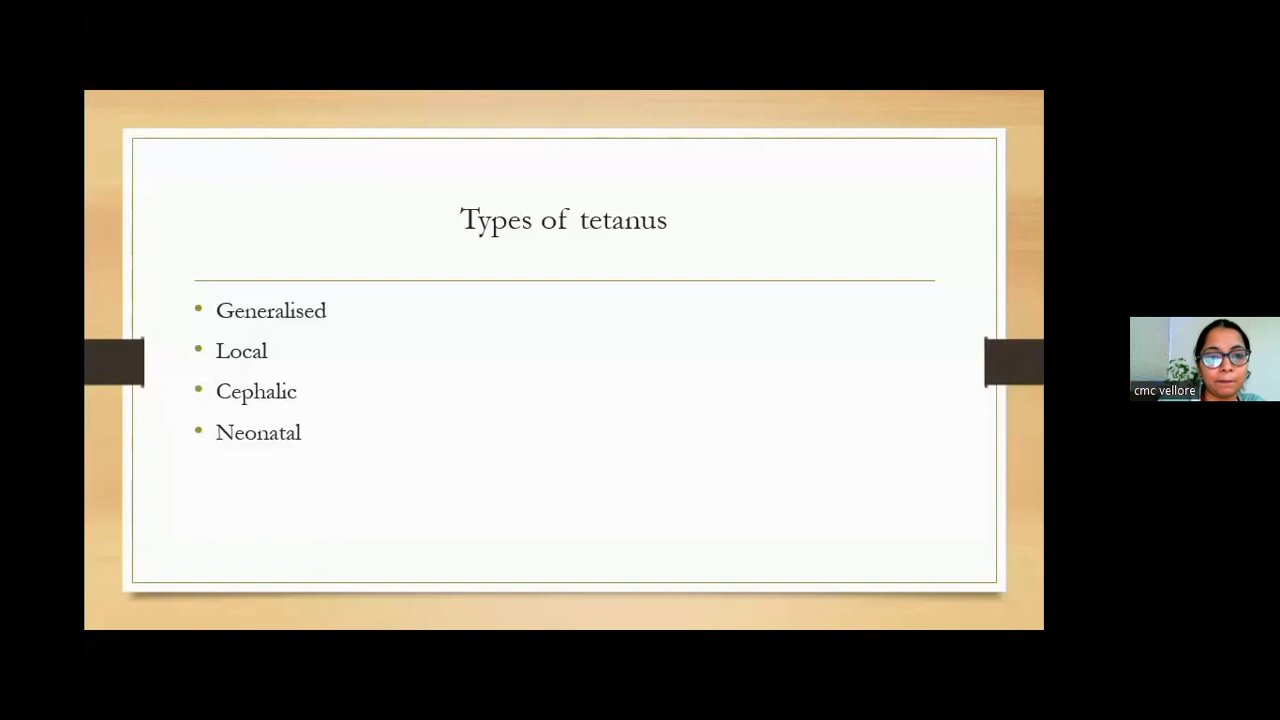 Types of tetanus
• Generalised
• Local
• Cephalic
• Neonatal
cmc vellore